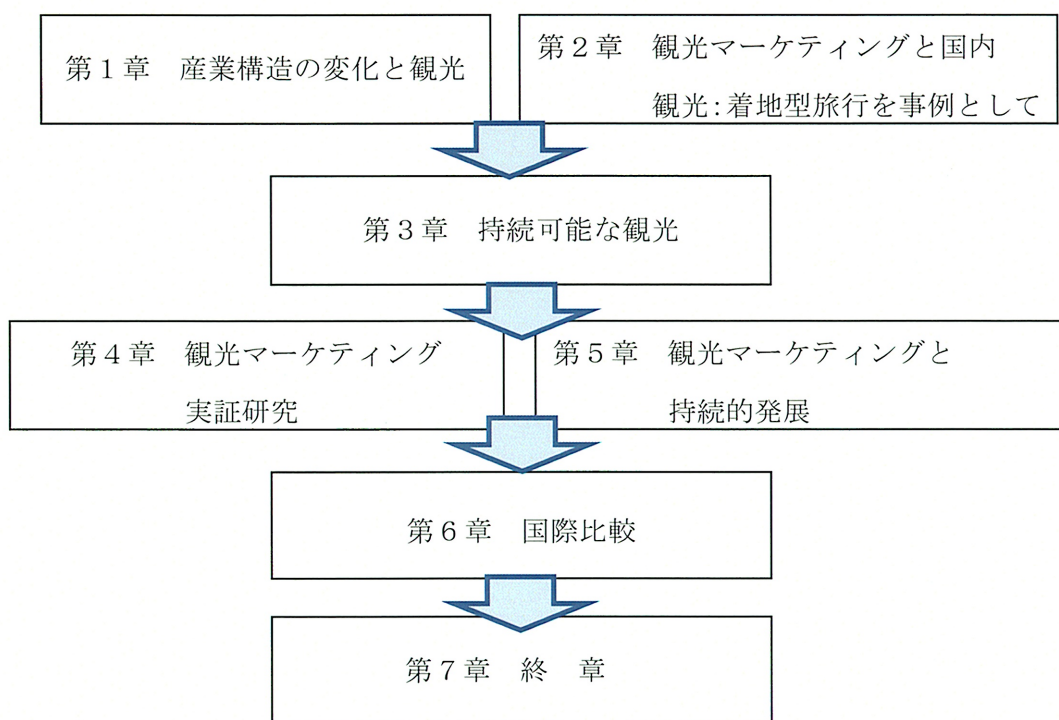 第1章　産業構造の変化と観光
第2章　観光マーケティングと国内
観光：着地型旅行を事例として
第3章　持続可能な観光
第4章　観光マーケティング
実証研究
第5章　観光マーケティングと
持続的発展
第6章　国際比較
第7章　終　章